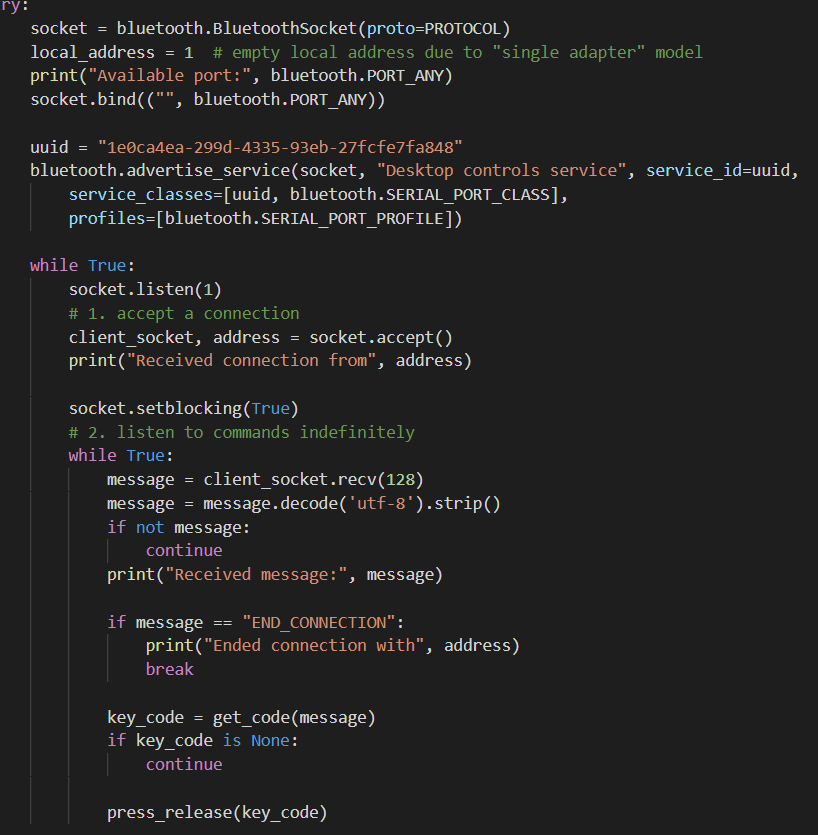 ry:
socket = bluetooth.BluetoothSocket(proto=PROTOCOL)
local_address = 1  # empty local address due to "single adapter" model
print("Available port:", bluetooth.PORT_ANY)
socket.bind(("", bluetooth.PORT_ANY))
uuid = "1e0ca4ea-299d-4335-93eb-27fcfe7fa848"
bluetooth.advertise_service(socket, "Desktop controls service", service_id=uuid,
service_classes=[uuid, bluetooth.SERIAL_PORT_CLASS],
profiles=[bluetooth.SERIAL_PORT_PROFILE])
while True:
socket.listen(1)
# 1. accept a connection
client_socket, address = socket.accept()
print("Received connection from", address)
socket.setblocking(True)
# 2. listen to commands indefinitely
while True:
message = client_socket.recv(128)
message = message.decode('utf-8').strip()
if not message:
continue
print("Received message:", message)
if message == "END_CONNECTION":
print("Ended connection with", address)
break
key_code = get_code(message)
if key_code is None:
continue
press_release(key_code)